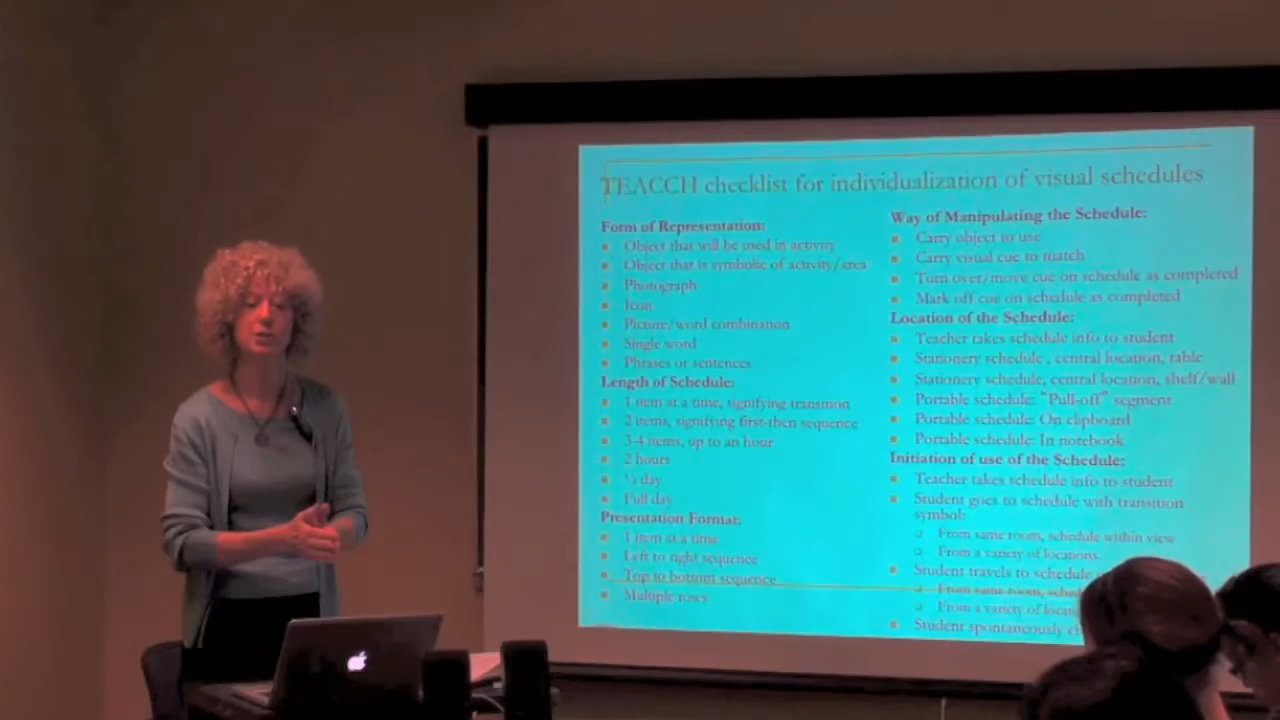 TEACCH checklist for individualization of visual schedules
Form of Representation:
Object that will be used in activity
Object that is symbolic of activity/area
Photograph
Icon
Picture/word combination
Single word
Phrases or sentences
Length of Schedule:
1 item at a time, signifying transition
2 items, signifying first-then sequence
3-4 items, up to an hour
2 hours
½ day
Full day
Presentation Format:
1 item at a time
Left to right sequence
Top to bottom sequence
Multiple rows
Way of Manipulating the Schedule:
Carry object to use
Carry visual cue to match
Turn over/move cue on schedule as completed
Mark off cue on schedule as completed
Location of the Schedule:
Teacher takes schedule info to student
Stationery schedule , central location, table
Stationery schedule, central location, shelf/wall
Portable schedule: "Pull-off" segment
Portable schedule: On clipboard
Portable schedule: In notebook
Initiation of use of the Schedule:
Teacher takes schedule info to student
Student goes to schedule with transition
symbol:
From same room, schedule within view
From a variety of locations
Student travels to schedule
From same room,
From a variety of
Student spontaneously